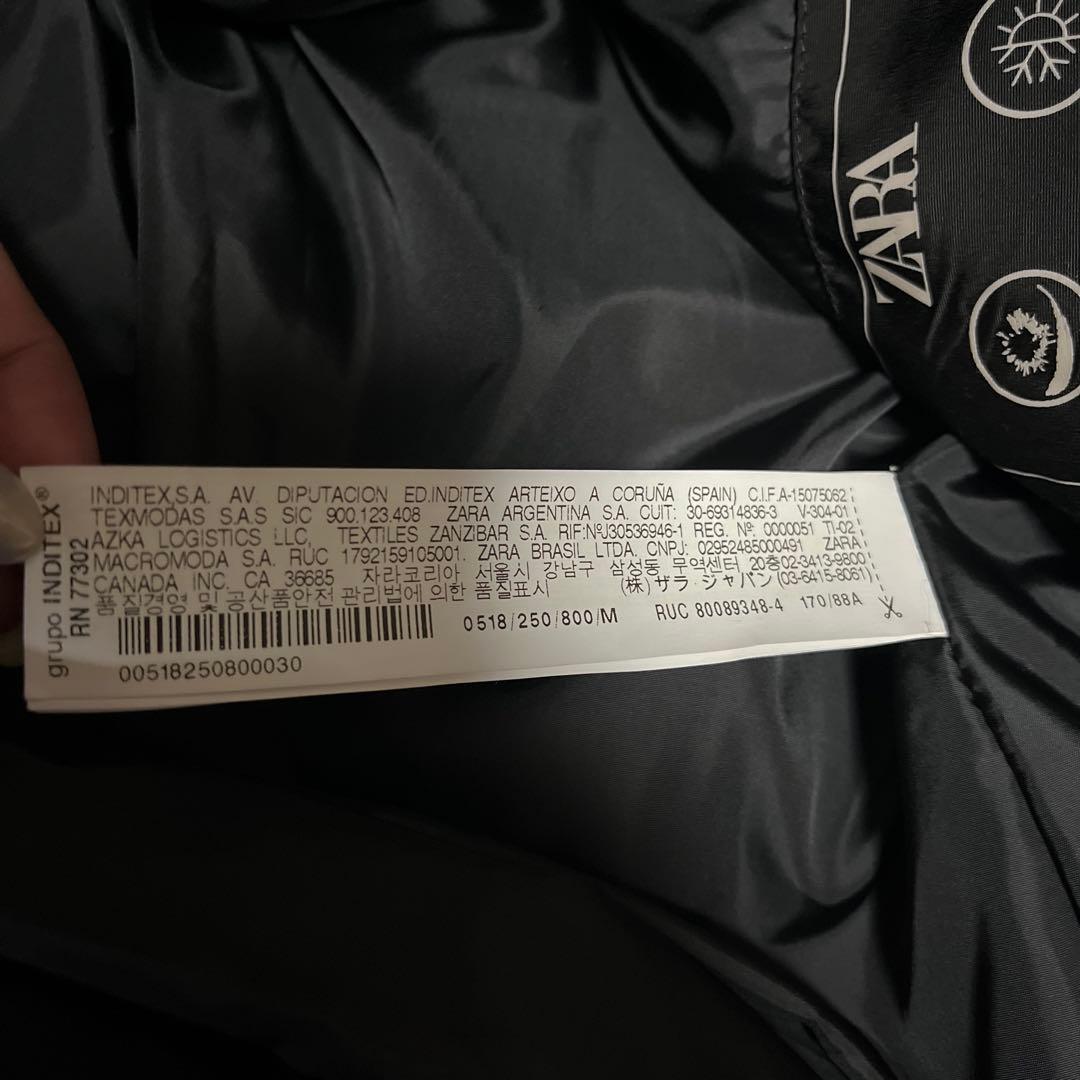 ZARA
grupo INDITEX®
RN 77302
INDITEX,S.A. AV. DIPUTACION ED.INDITEX ARTEIXO A CORUÑA (SPAIN) C.I.F.A-15075062
TEXMODAS S.A.S SIC 900.123.408 ZARA ARGENTINA S.A. CUIT: 30-69314836-3 V-304-01
AZKA LOGISTICS LLC, TEXTILES ZANZIBAR S.A. RIF:NºJ30536946-1 REG. Nº 0000051 TI-02
MACROMODA S.A. RUC 1792159105001. ZARA BRASIL LTDA. CNPJ: 02952485000491 ZARA
CANADA INC. CA 36685 자라코리아 서울시 강남구 삼성동 무역센터 20층02-3413-9800
품질경영 및 공산품안전 관리법에 의한 품질표시 (株) ザラ・ジャパン (03-6415-8061)
0518/250/800/M RUC 80089348-4 170/88A
00518250800030